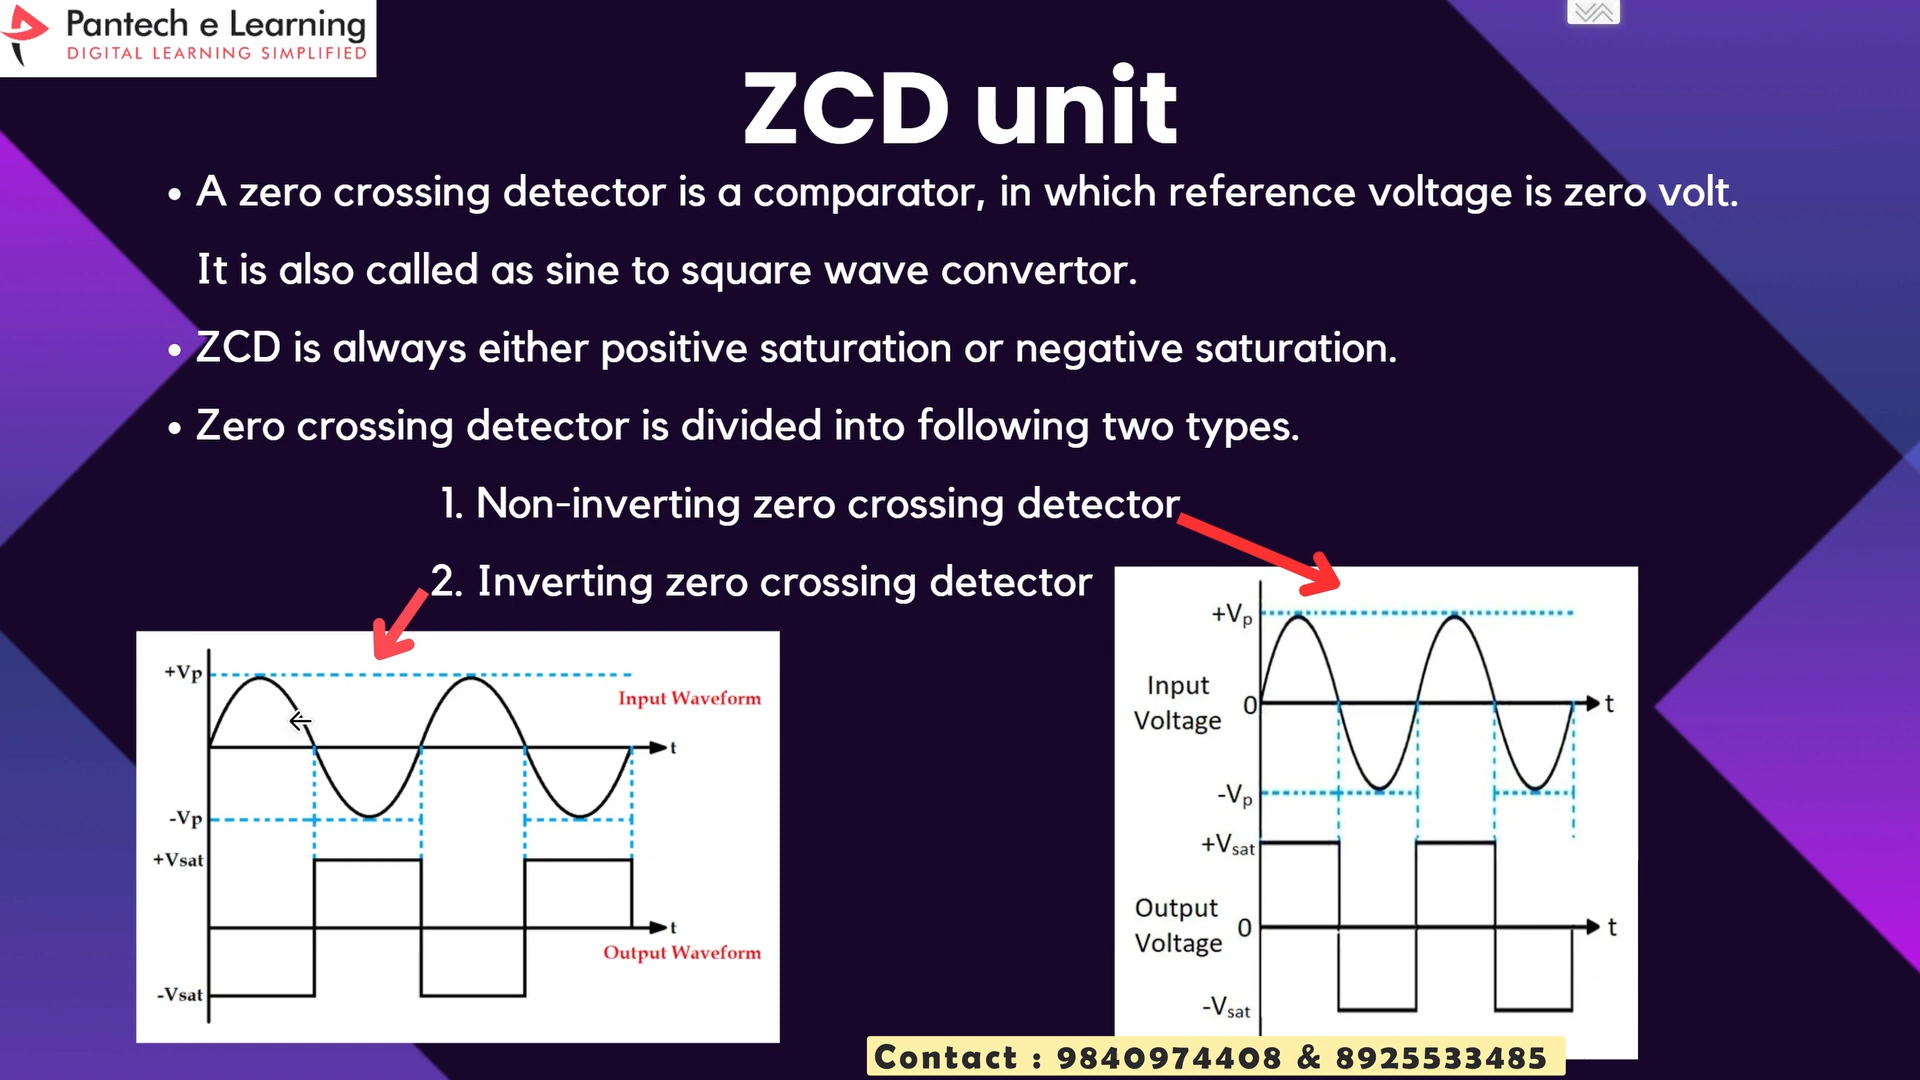 Pantech e Learning
DIGITAL LEARNING SIMPLIFIED
ZCD unit
• A zero crossing detector is a comparator, in which reference voltage is zero volt.
It is also called as sine to square wave convertor.
• ZCD is always either positive saturation or negative saturation.
• Zero crossing detector is divided into following two types.
1. Non-inverting zero crossing detector
2. Inverting zero crossing detector
+Vp
Input Waveform
t
-Vp
+Vsat
t
Output Waveform
-Vsat
+Vp
Input
Voltage
0
t
-Vp
+Vsat
Output
Voltage
0
t
-Vsat
Contact : 9840974408 & 8925533485